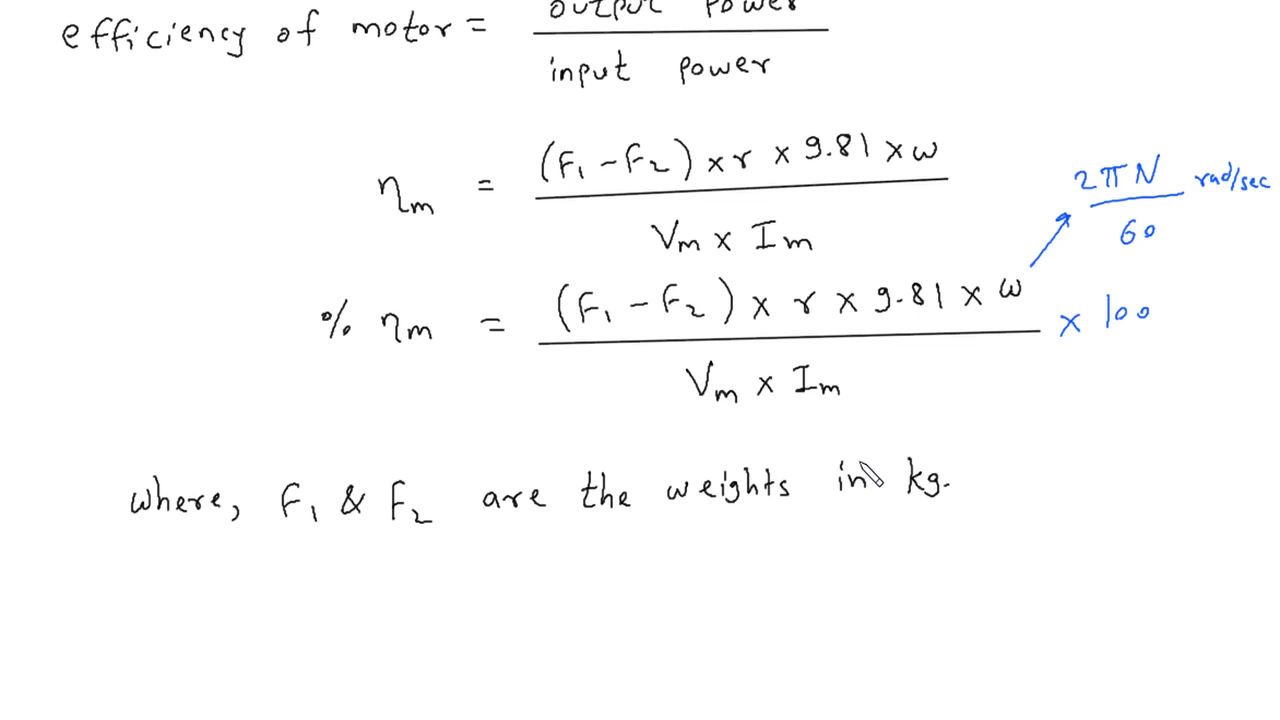 efficiency of motor = output power
input power
ηm = (F1 - F2) × r × 9.81 × ω
Vm × Im
2πN rad/sec
60
% ηm = (F1 - F2) × r × 9.81 × ω × 100
Vm × Im
where, F1 & F2 are the weights in kg.